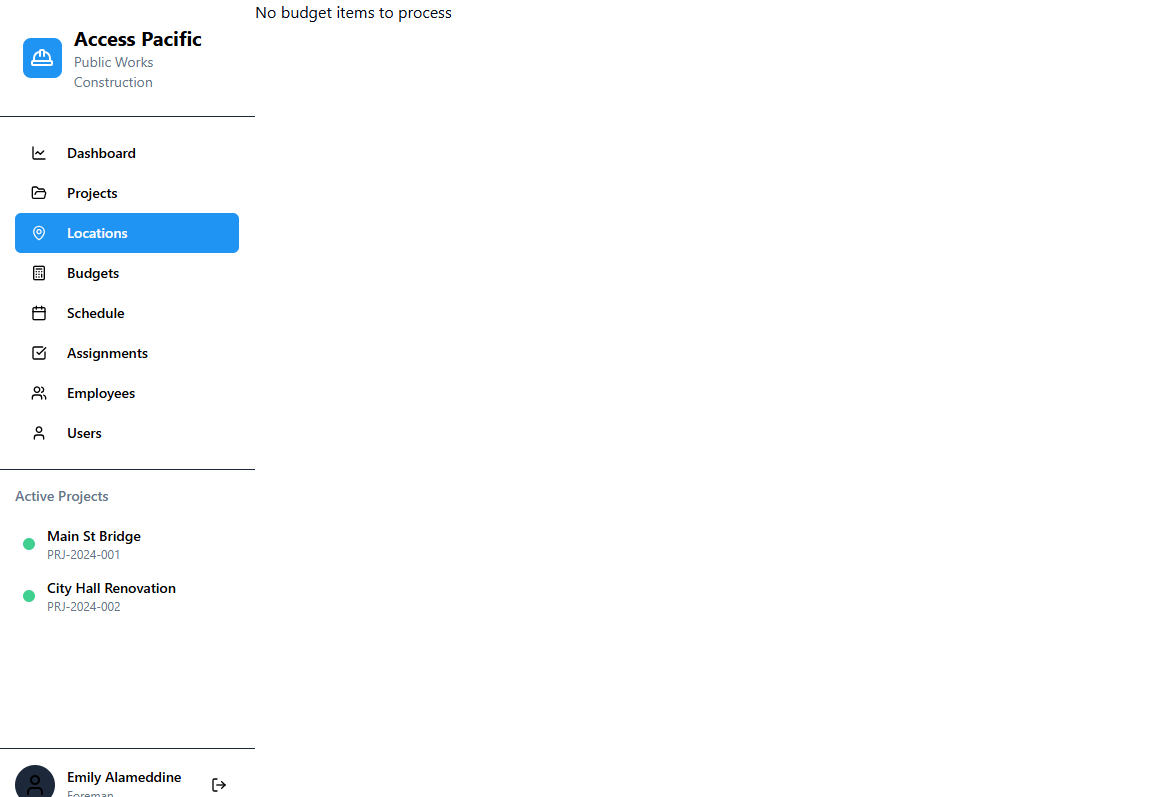 Access Pacific
Public Works
Construction
No budget items to process
Dashboard
Projects
Locations
Budgets
Schedule
Assignments
Employees
Users
Active Projects
Main St Bridge
PRJ-2024-001
City Hall Renovation
PRJ-2024-002
Emily Alameddine
Foreman